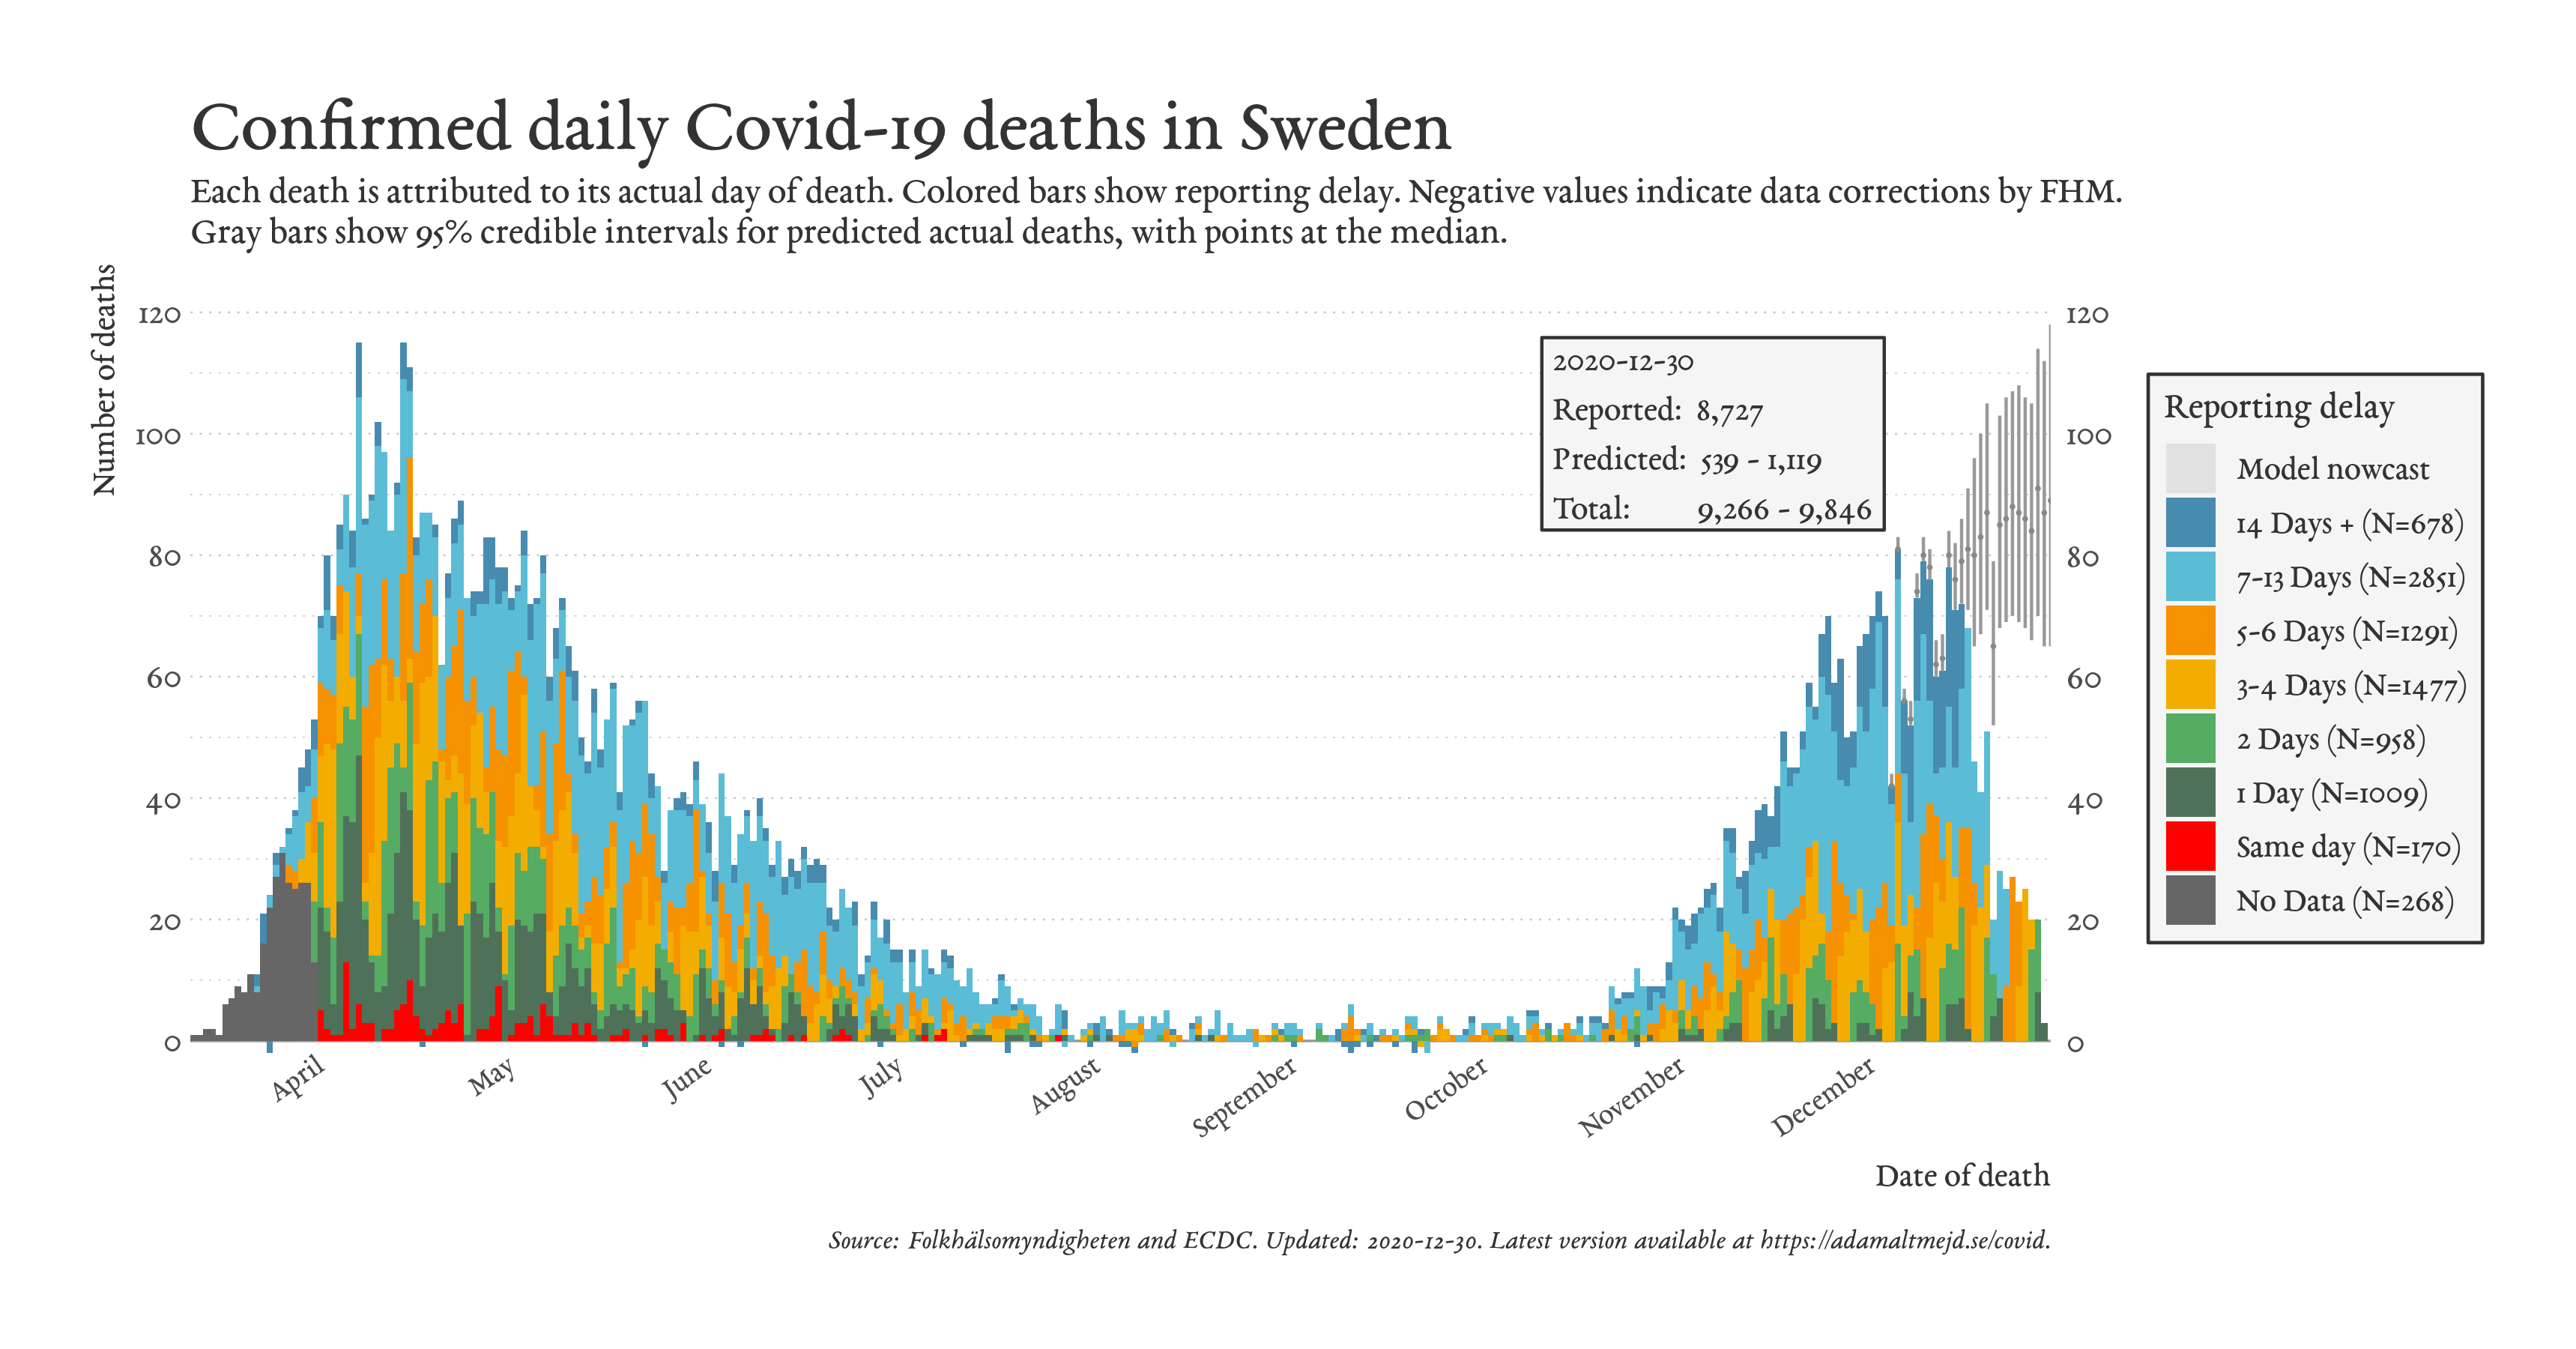 Confirmed daily Covid-19 deaths in Sweden
Each death is attributed to its actual day of death. Colored bars show reporting delay. Negative values indicate data corrections by FHM.
Gray bars show 95% credible intervals for predicted actual deaths, with points at the median.
Number of deaths
120
100
80
60
40
20
0
120
100
80
60
40
20
0
2020-12-30
Reported: 8,727
Predicted: 539 - 1,119
Total: 9,266 - 9,846
Reporting delay
Model nowcast
14 Days + (N=678)
7-13 Days (N=2851)
5-6 Days (N=1291)
3-4 Days (N=1477)
2 Days (N=958)
1 Day (N=1009)
Same day (N=170)
No Data (N=268)
April
May
June
July
August
September
October
November
December
Date of death
Source: Folkhälsomyndigheten and ECDC. Updated: 2020-12-30. Latest version available at https://adamaltmejd.se/covid.